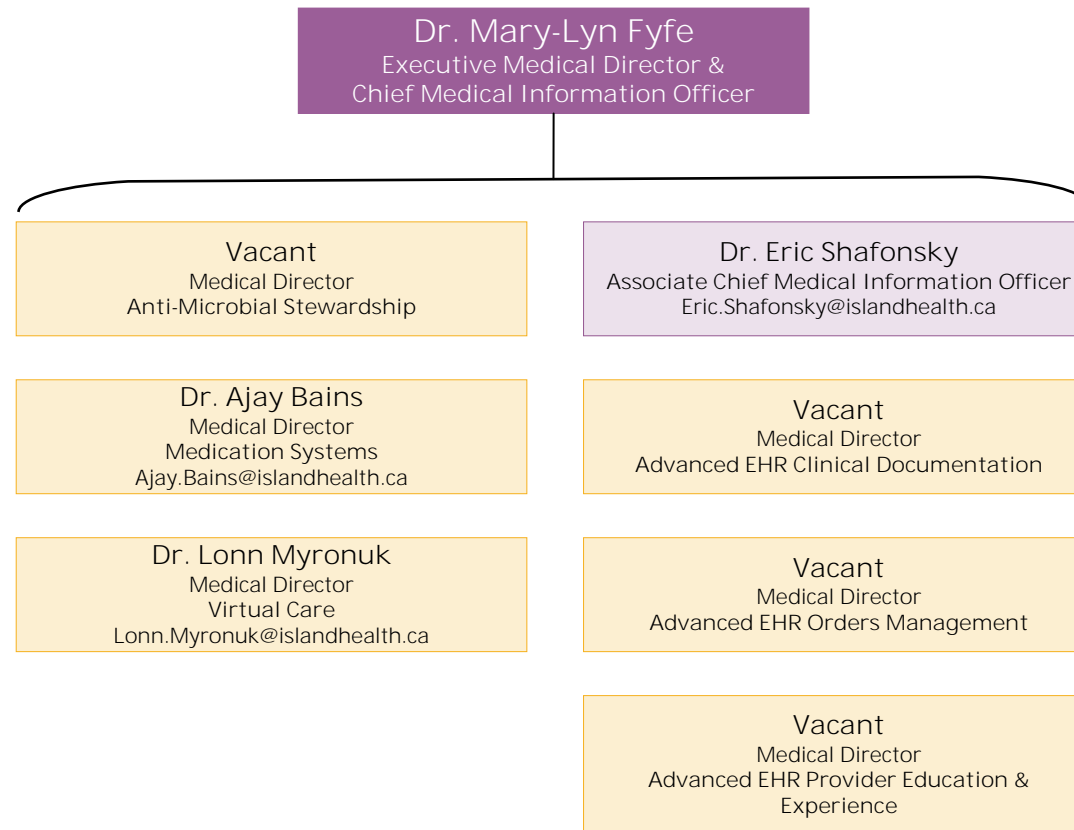 Dr. Mary-Lyn Fyfe
Executive Medical Director &
Chief Medical Information Officer
Vacant
Medical Director
Anti-Microbial Stewardship
Dr. Ajay Bains
Medical Director
Medication Systems
Ajay.Bains@islandhealth.ca
Dr. Lonn Myronuk
Medical Director
Virtual Care
Lonn.Myronuk@islandhealth.ca
Dr. Eric Shafonsky
Associate Chief Medical Information Officer
Eric.Shafonsky@islandhealth.ca
Vacant
Medical Director
Advanced EHR Clinical Documentation
Vacant
Medical Director
Advanced EHR Orders Management
Vacant
Medical Director
Advanced EHR Provider Education &
Experience